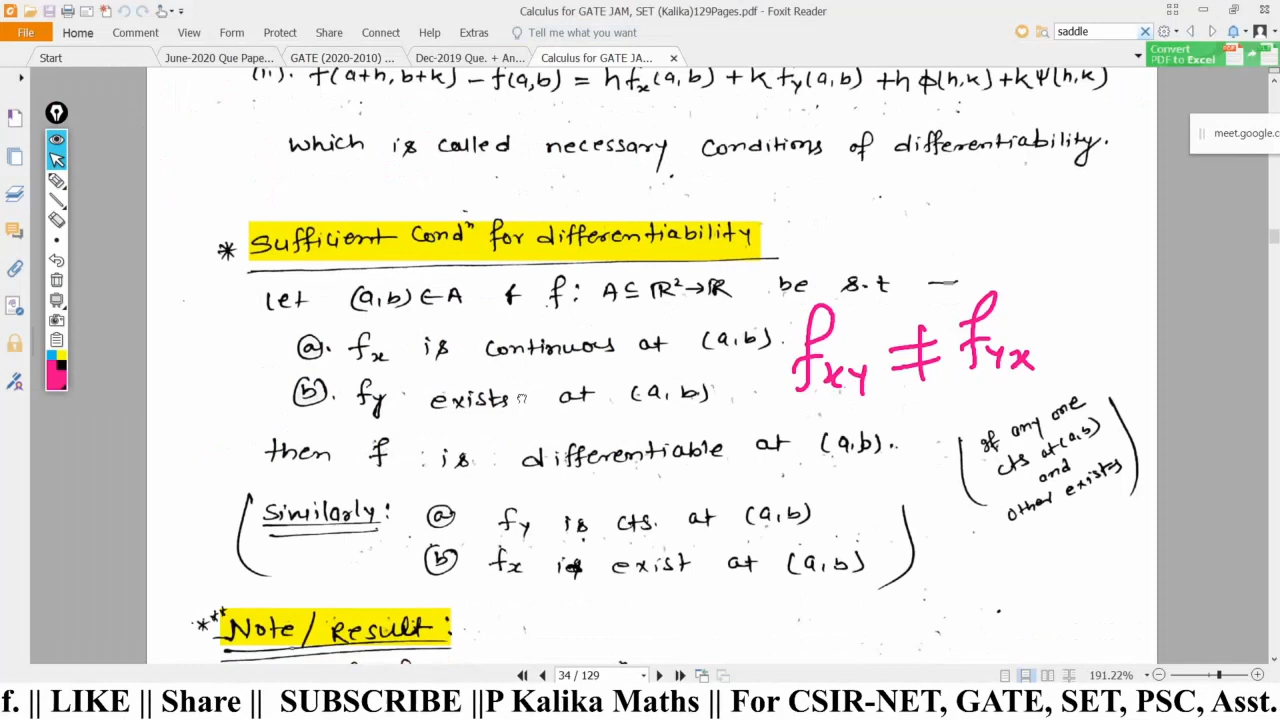 Calculus for GATE JAM, SET (Kalika)129Pages.pdf - Foxit Reader
File Home Comment View Form Protect Share Connect Help Extras Tell me what you want... saddle
Start June-2020 Que Paper... GATE (2020-2010) ... Dec-2019 Que. + An... Calculus for GATE JA...
Convert
PDF to Excel
(ii). f(a+h, b+k) - f(a,b) = h fx(a,b) + k fy(a,b) + h ϕ(h,k) + k Ψ(h,k)
meet.google.c
which is called necessary conditions of differentiability.
* Sufficient Condn for differentiability
Let (a,b) ∈ A & f: A ⊆ R² → R be s.t —
(a). fx is continuous at (a,b).
fxy ≠ fyx
(b). fy exists at (a,b)
then f is differentiable at (a,b).
(If any one
cts at (a,b)
and
other exists)
(Similarly: (a) fy is cts. at (a,b)
(b) fx is exist at (a,b))
*** Note/Result:
34 / 129 191.22%
f. || LIKE || Share || SUBSCRIBE ||P Kalika Maths || For CSIR-NET, GATE, SET, PSC, Asst.